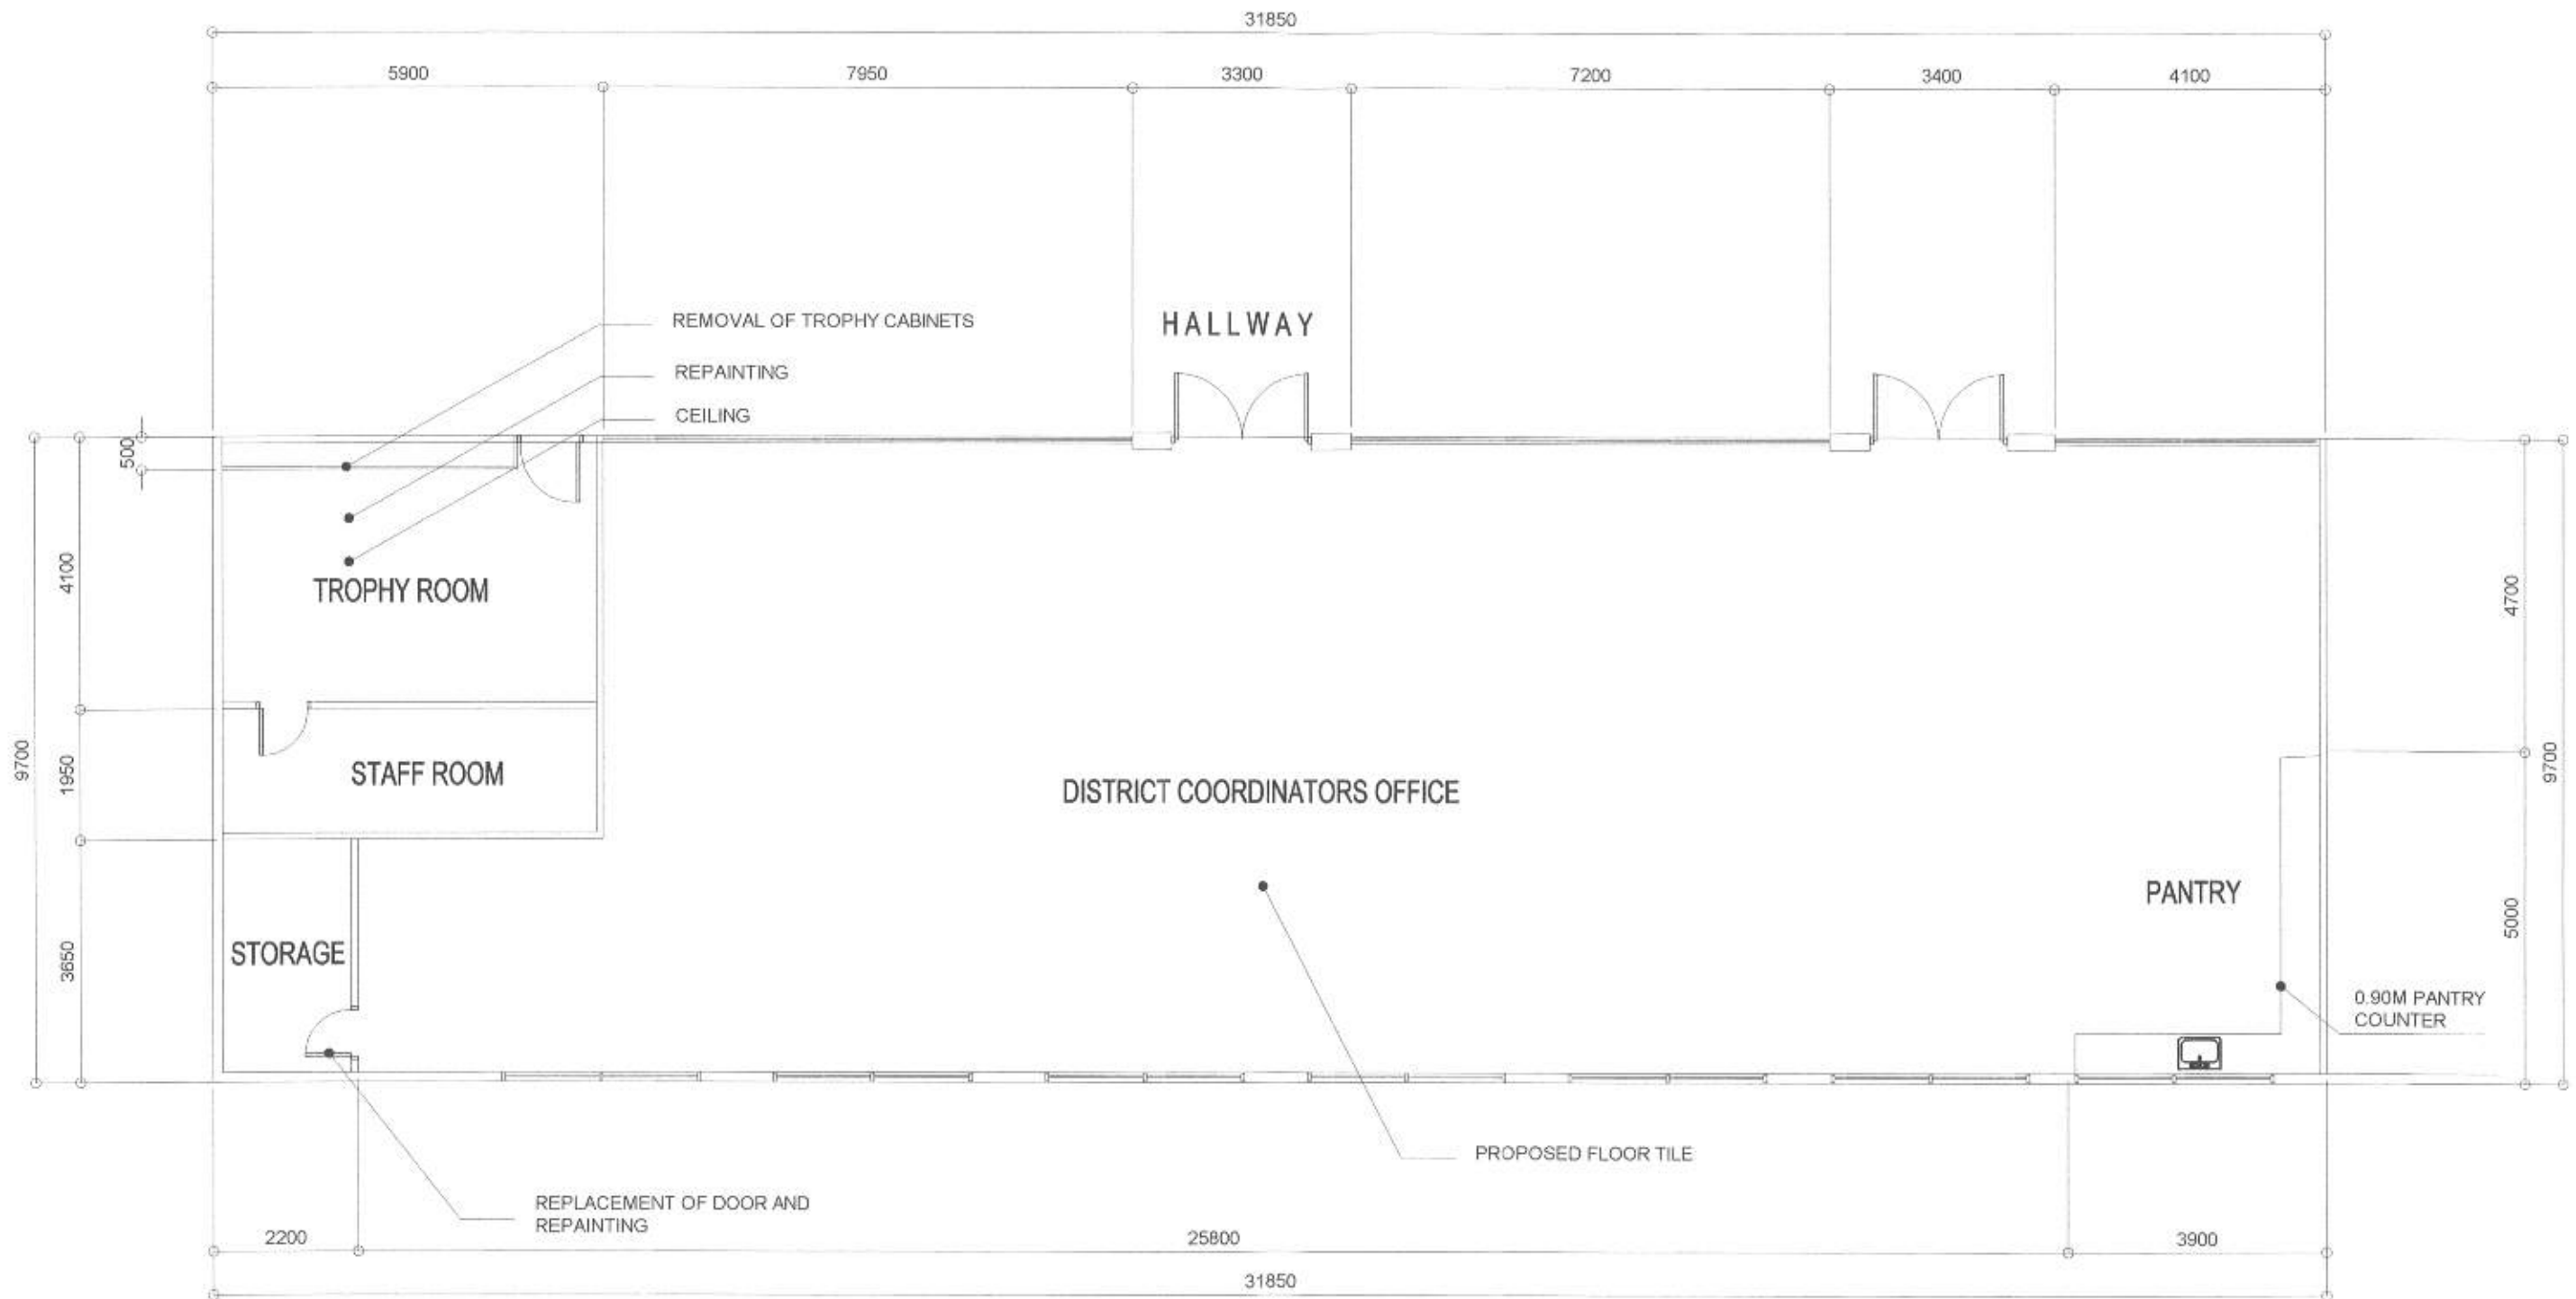 31850
5900
7950
3300
7200
3400
4100
REMOVAL OF TROPHY CABINETS
HALLWAY
REPAINTING
CEILING
500
4100
TROPHY ROOM
4700
9700
1950
STAFF ROOM
DISTRICT COORDINATORS OFFICE
9700
PANTRY
3650
STORAGE
5000
0.90M PANTRY
COUNTER
PROPOSED FLOOR TILE
REPLACEMENT OF DOOR AND
REPAINTING
2200
25800
3900
31850